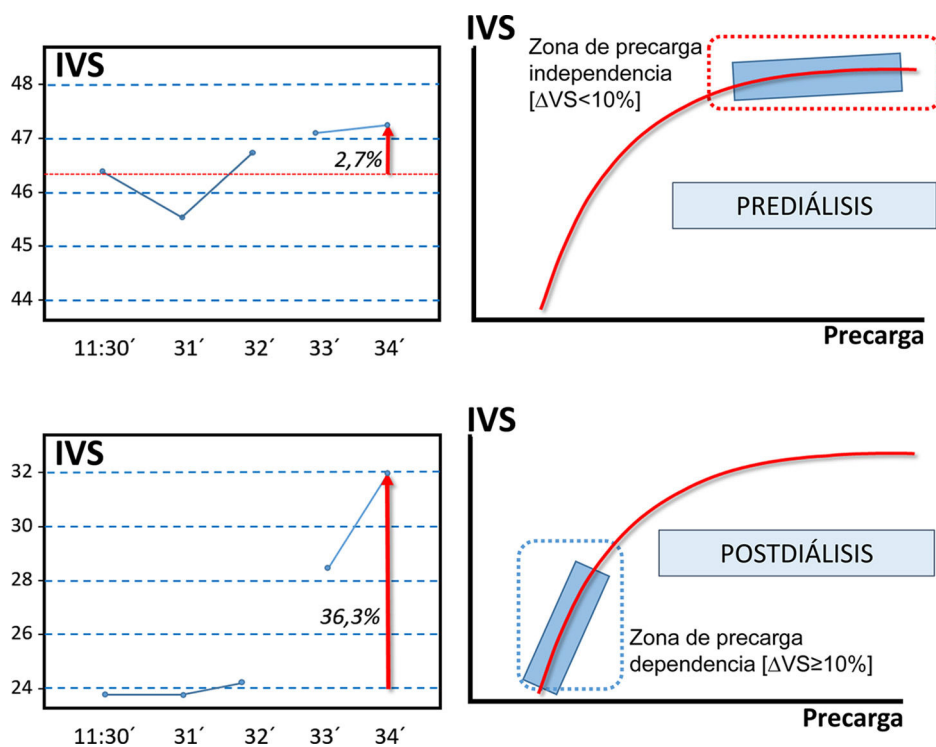 IVS
48
47
46
45
44
2,7%
11:30´
31´
32´
33´
34´
IVS
Zona de precarga
independencia
[ΔVS<10%]
PREDIÁLISIS
Precarga
IVS
32
30
28
26
24
36,3%
11:30´
31´
32´
33´
34´
IVS
POSTDIÁLISIS
Zona de precarga
dependencia [ΔVS≥10%]
Precarga